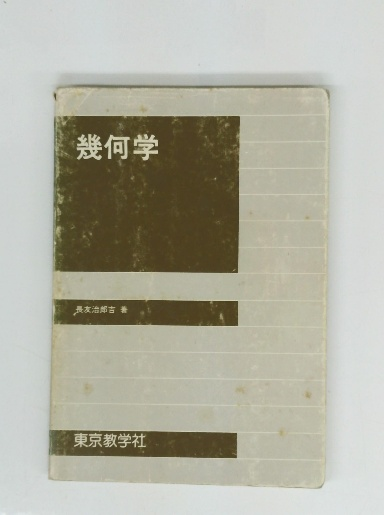 幾何学
長友治郎吉 著
東京教学社